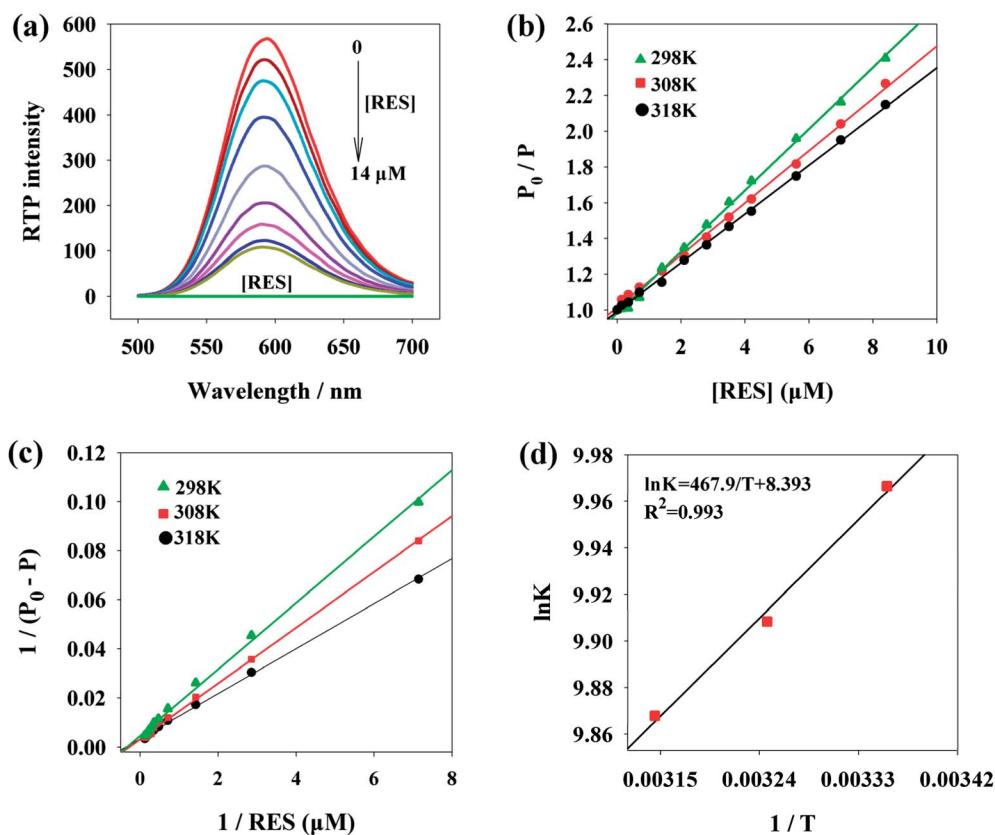 (a)
600
500
400
300
200
100
0
RTP intensity
0
[RES]
14 μM
[RES]
500 550 600 650 700
Wavelength / nm
(b)
2.6
2.4
2.2
2.0
1.8
1.6
1.4
1.2
1.0
P0 / P
298K
308K
318K
0 2 4 6 8 10
[RES] (μM)
(c)
0.12
0.10
0.08
0.06
0.04
0.02
0.00
1 / (P0 - P)
298K
308K
318K
0 2 4 6 8
1 / RES (μM)
(d)
9.98
9.96
9.94
9.92
9.90
9.88
9.86
lnK
lnK=467.9/T+8.393
R²=0.993
0.00315 0.00324 0.00333 0.00342
1 / T